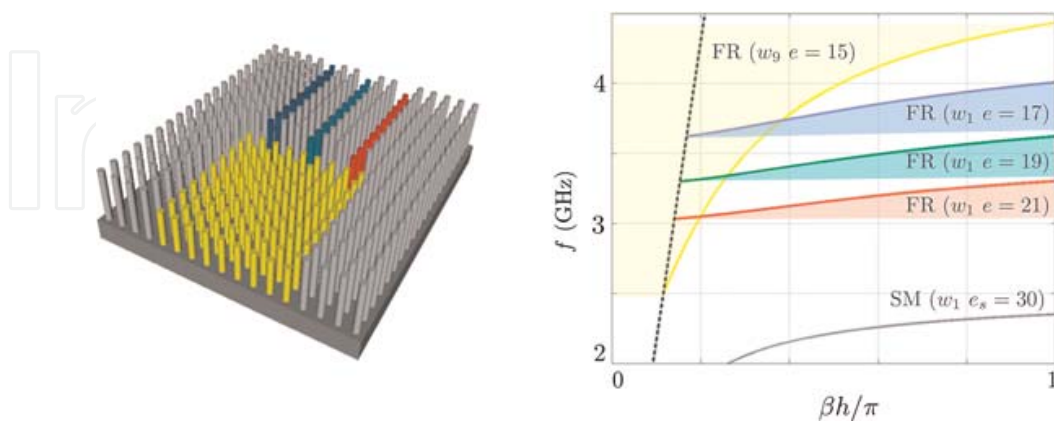 In
FR (w₉ e = 15)
FR (w₁ e = 17)
FR (w₁ e = 19)
FR (w₁ e = 21)
SM (w₁ eₛ = 30)
4
3
2
f (GHz)
0
1
βh/π